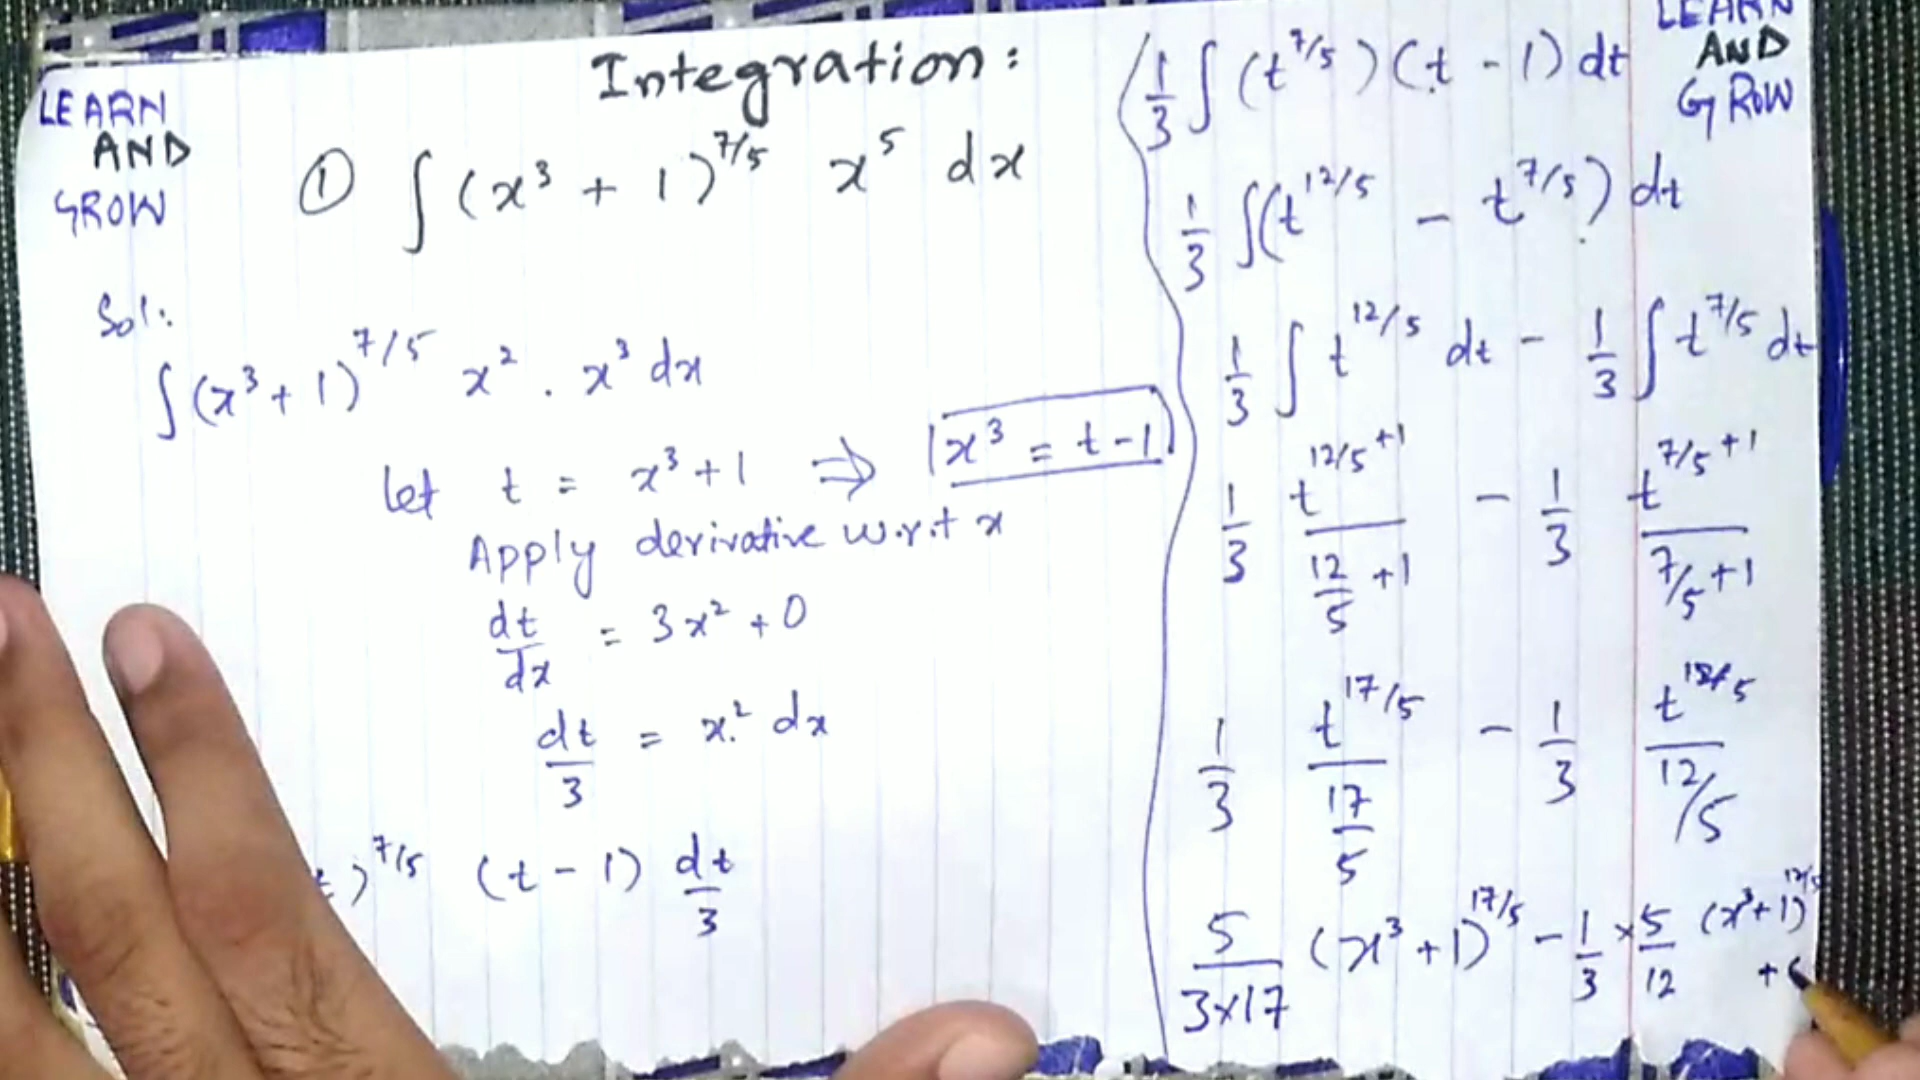 LEARN
AND
GROW
Integration:
① ∫ (x³ + 1)^7/5 x⁵ dx
Sol:
∫ (x³ + 1)^7/5 x² . x³ dx
let t = x³ + 1 ⇒ x³ = t - 1
Apply derivative w.r.t x
dt/dx = 3x² + 0
dt/3 = x² dx
t)^7/5 (t - 1) dt/3
LEARN
AND
GROW
1/3 ∫ (t^7/5) (t - 1) dt
1/3 ∫ (t^12/5 - t^7/5) dt
1/3 ∫ t^12/5 dt - 1/3 ∫ t^7/5 dt
1/3 t^12/5+1 / 12/5 +1 - 1/3 t^7/5+1 / 7/5+1
1/3 t^17/5 / 17/5 - 1/3 t^12/5 / 12/5
5/3×17 (x³ + 1)^17/5 - 1/3 × 5/12 (x³+1)^12/5
+